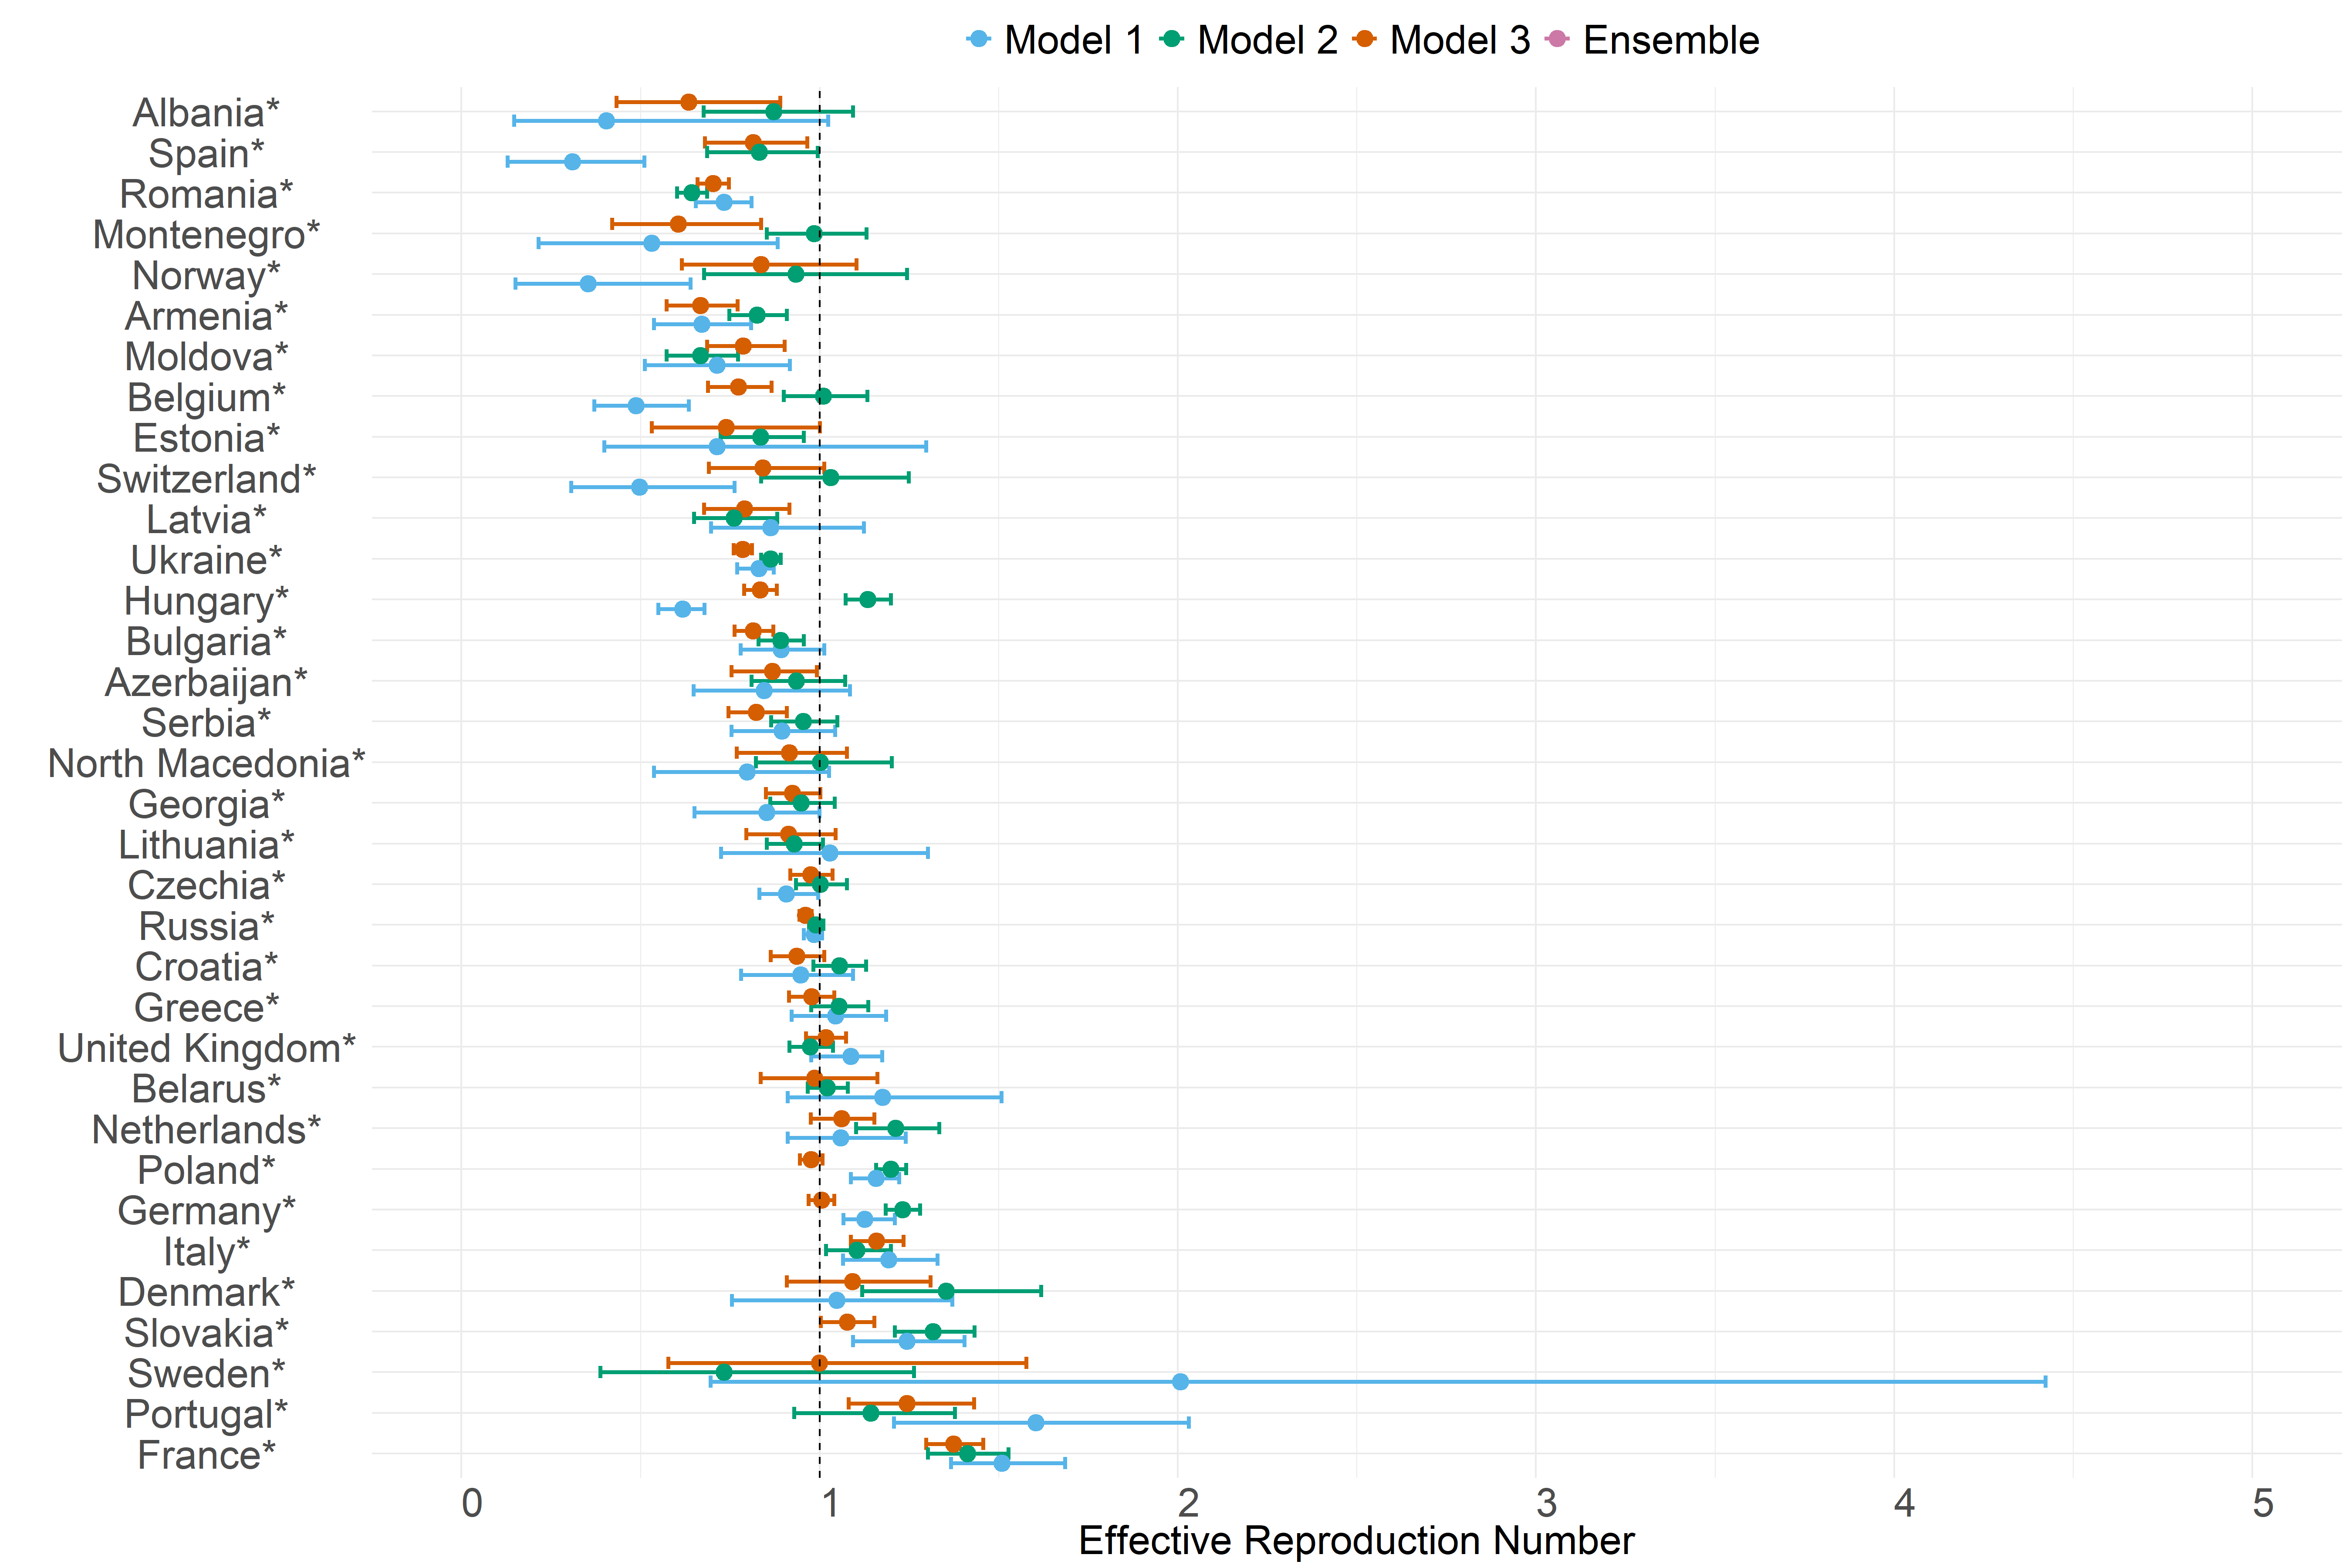 Model 1 Model 2 Model 3 Ensemble
Albania*
Spain*
Romania*
Montenegro*
Norway*
Armenia*
Moldova*
Belgium*
Estonia*
Switzerland*
Latvia*
Ukraine*
Hungary*
Bulgaria*
Azerbaijan*
Serbia*
North Macedonia*
Georgia*
Lithuania*
Czechia*
Russia*
Croatia*
Greece*
United Kingdom*
Belarus*
Netherlands*
Poland*
Germany*
Italy*
Denmark*
Slovakia*
Sweden*
Portugal*
France*
0 1 2 3 4 5
Effective Reproduction Number